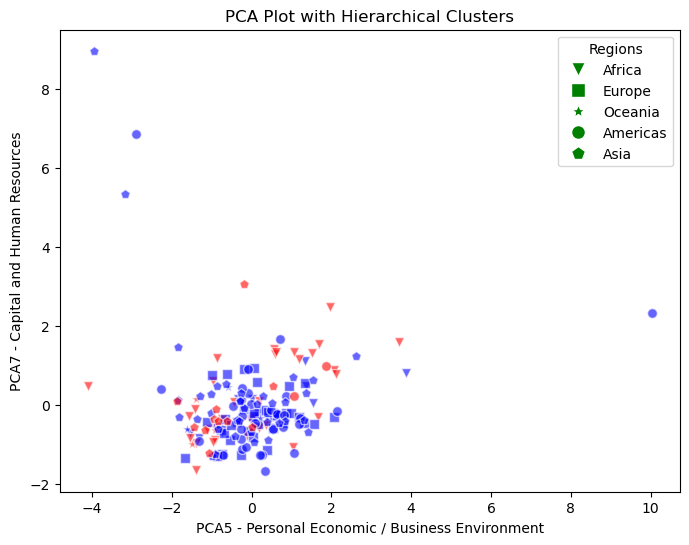 PCA Plot with Hierarchical Clusters
Regions
Africa
Europe
Oceania
Americas
Asia
8
6
4
2
0
−2
PCA7 - Capital and Human Resources
−4
−2
0
2
4
6
8
10
PCA5 - Personal Economic / Business Environment